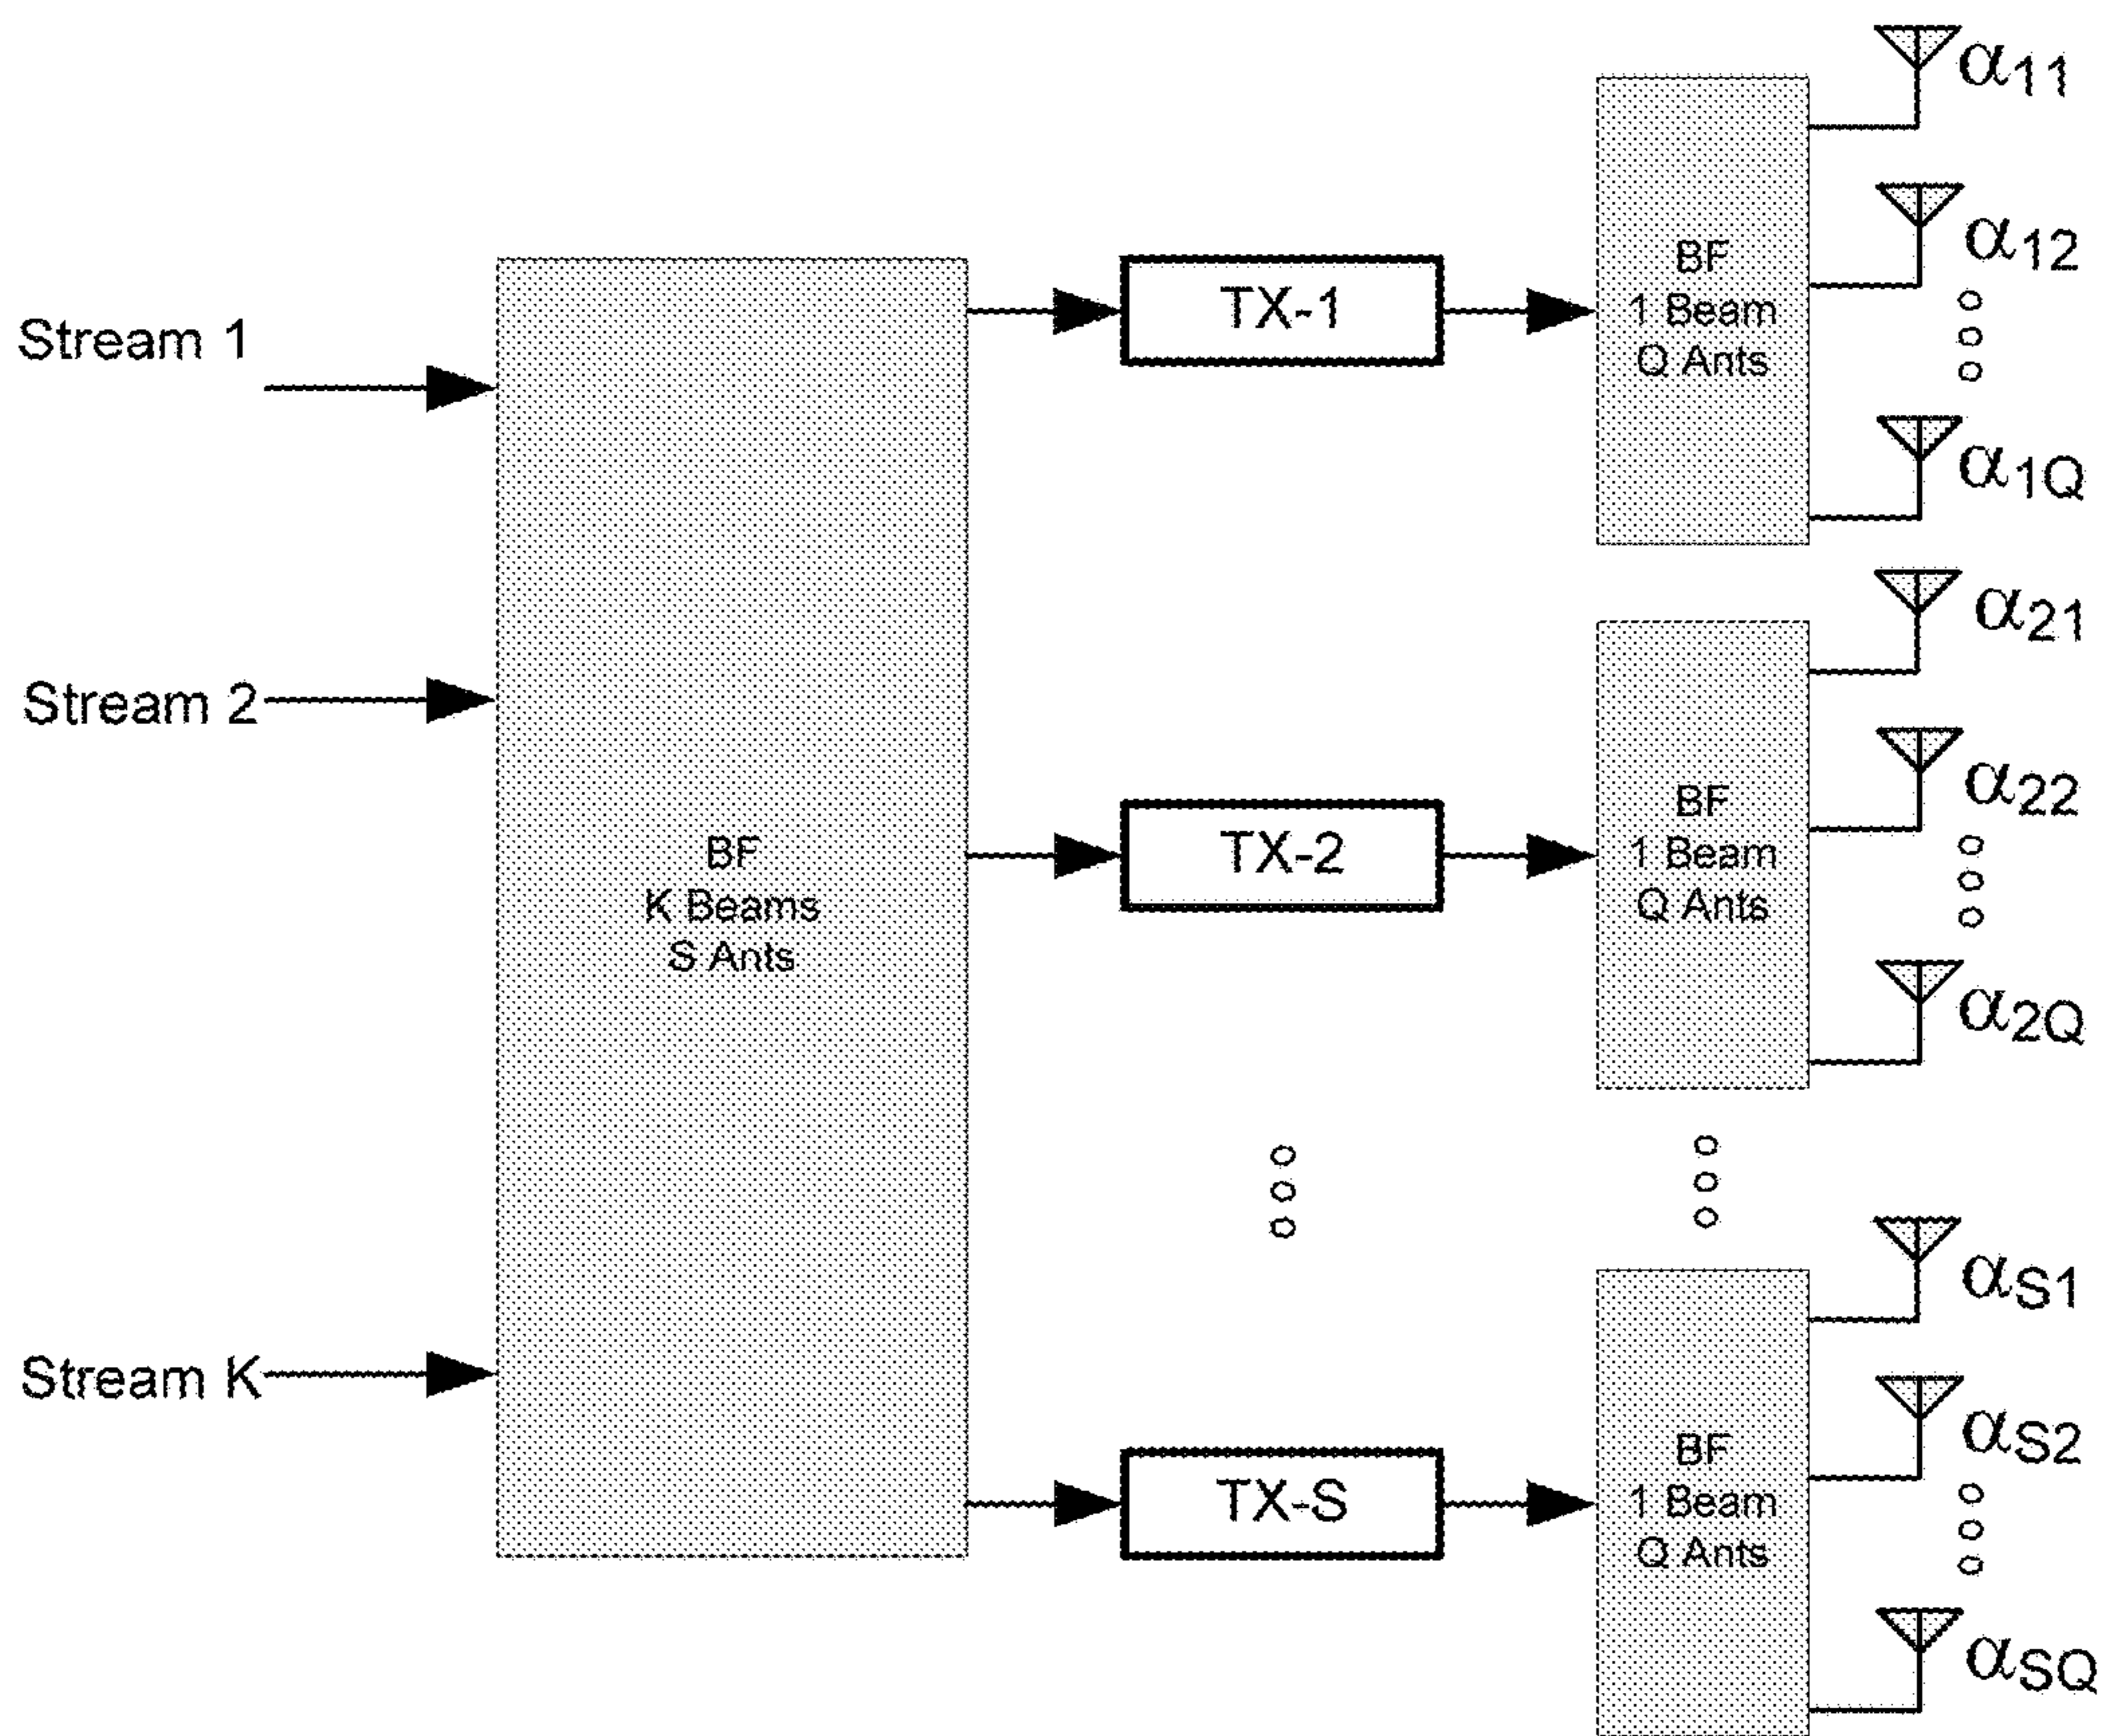 Stream 1
Stream 2
Stream K
BF
K Beams
S Ants
TX-1
TX-2
TX-S
BF
1 Beam
Q Ants
α11
α12
α1Q
BF
1 Beam
Q Ants
α21
α22
α2Q
BF
1 Beam
Q Ants
αS1
αS2
αSQ